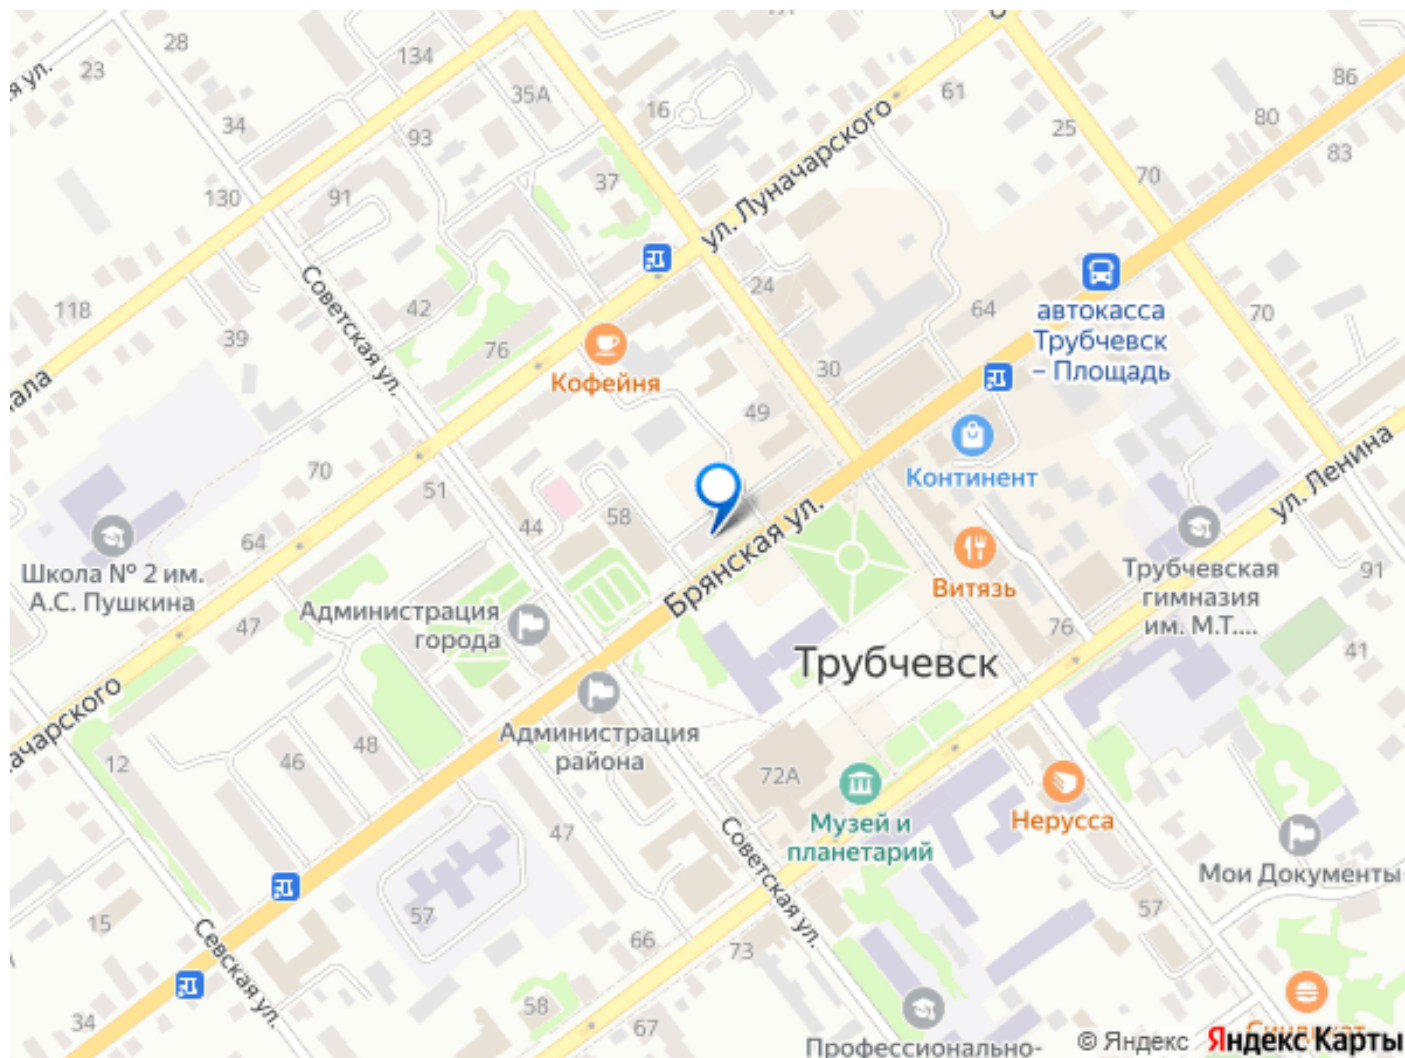 28
134
23
я ул.
35А
34
93
16
61
86
80
25
83
37
70
130
91
ул. Луначарского
Советская ул.
24
42
118
39
64
автокасса
Трубчевск
– Площадь
70
76
Кофейня
30
ала
49
Континент
ул. Ленина
70
51
44
58
64
Брянская ул.
Школа № 2 им.
А.С. Пушкина
Витязь
Трубчевская
гимназия
им. М.Т....
91
Администрация
города
47
76
41
Трубчевск
начарского
Администрация
района
12
46
48
72А
Музей и
планетарий
Нерусса
47
Советская ул.
Мои Документы
57
57
15
Севская ул.
66
73
58
34
67
Профессионально-
© Яндекс
Синдикат
Яндекс Карты